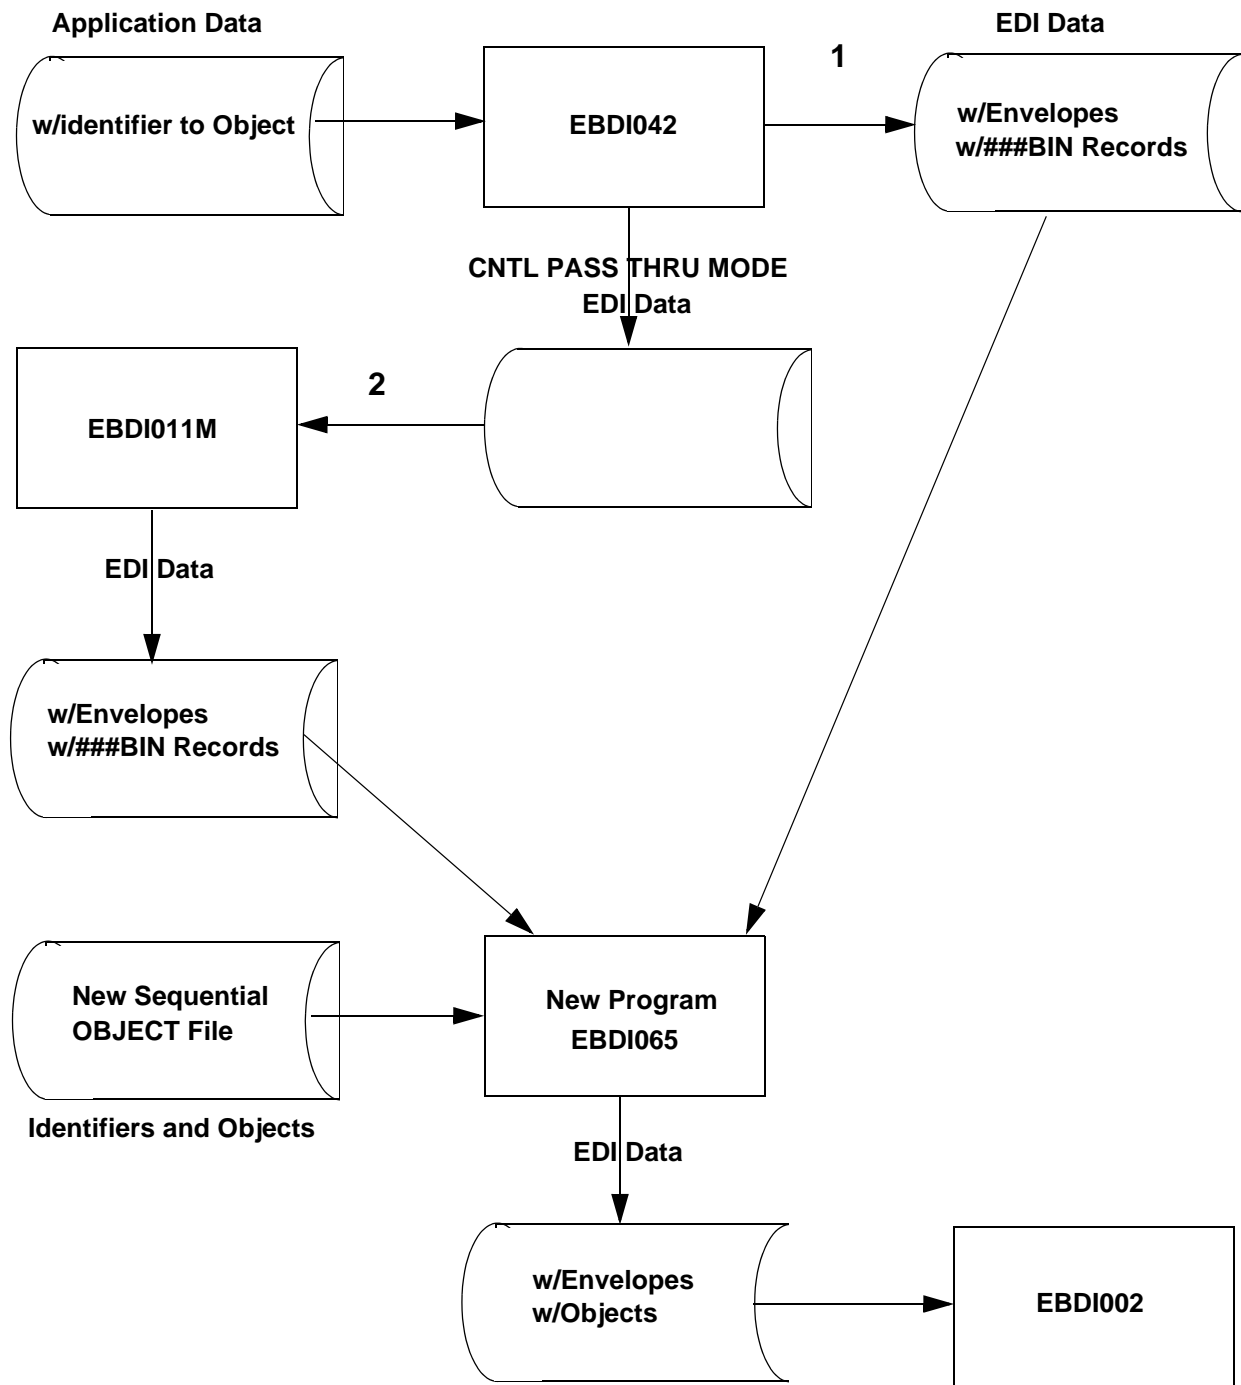 Application Data
EDI Data
1
w/identifier to Object
EBDI042
w/Envelopes
w/###BIN Records
CNTL PASS THRU MODE
EDI Data
2
EBDI011M
EDI Data
w/Envelopes
w/###BIN Records
New Sequential
OBJECT File
New Program
EBDI065
Identifiers and Objects
EDI Data
w/Envelopes
w/Objects
EBDI002